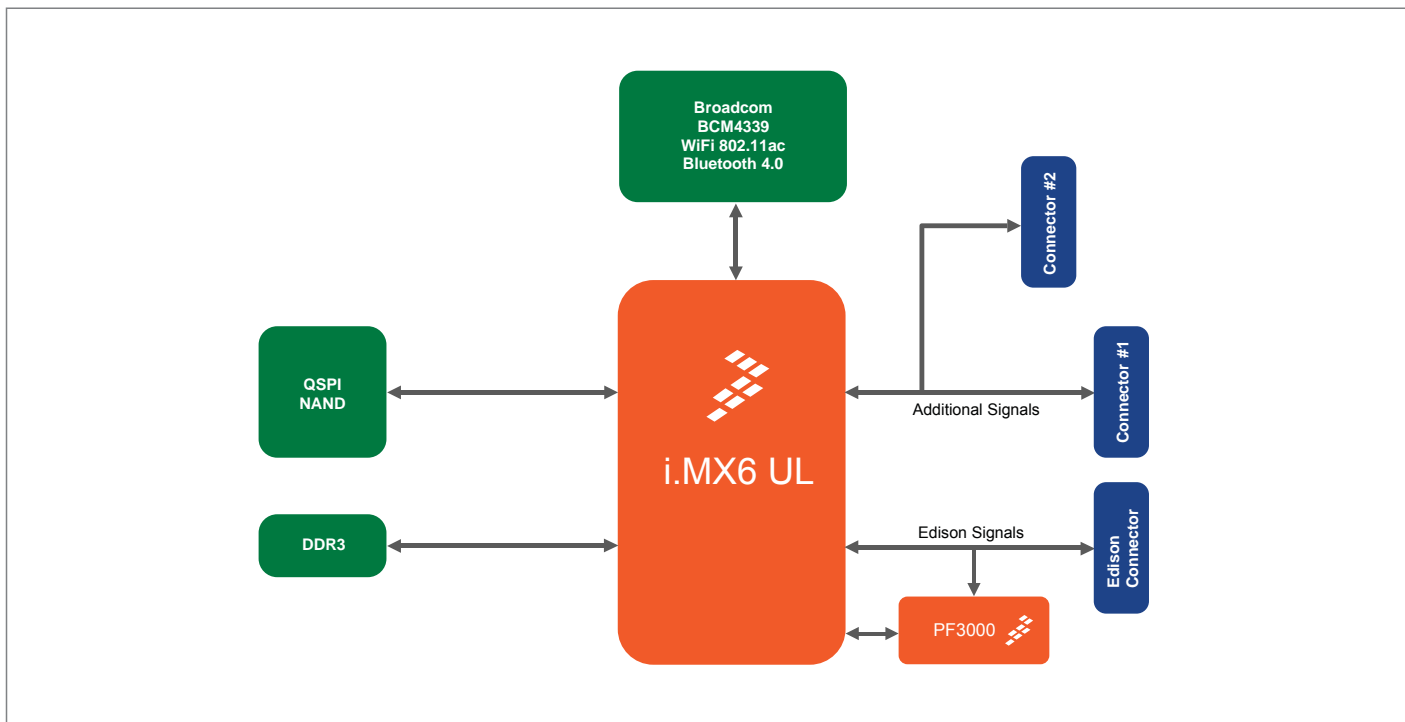 Broadcom
BCM4339
WiFi 802.11ac
Bluetooth 4.0
Connector #2
QSPI
NAND
i.MX6 UL
Additional Signals
Connector #1
DDR3
Edison Signals
Edison
Connector
PF3000